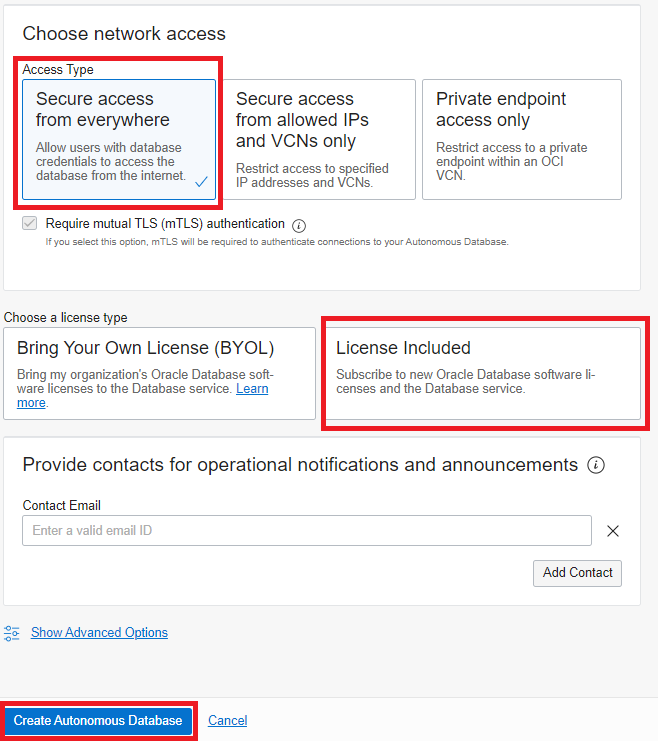 Choose network access
Access Type
Secure access
from everywhere
Allow users with database
credentials to access the
database from the internet.
Secure access
from allowed IPs
and VCNs only
Restrict access to specified
IP addresses and VCNs.
Private endpoint
access only
Restrict access to a private
endpoint within an OCI
VCN.
Require mutual TLS (mTLS) authentication
If you select this option, mTLS will be required to authenticate connections to your Autonomous Database.
Choose a license type
Bring Your Own License (BYOL)
Bring my organization's Oracle Database soft-
ware licenses to the Database service. Learn
more.
License Included
Subscribe to new Oracle Database software li-
censes and the Database service.
Provide contacts for operational notifications and announcements
Contact Email
Enter a valid email ID
Add Contact
Show Advanced Options
Create Autonomous Database
Cancel